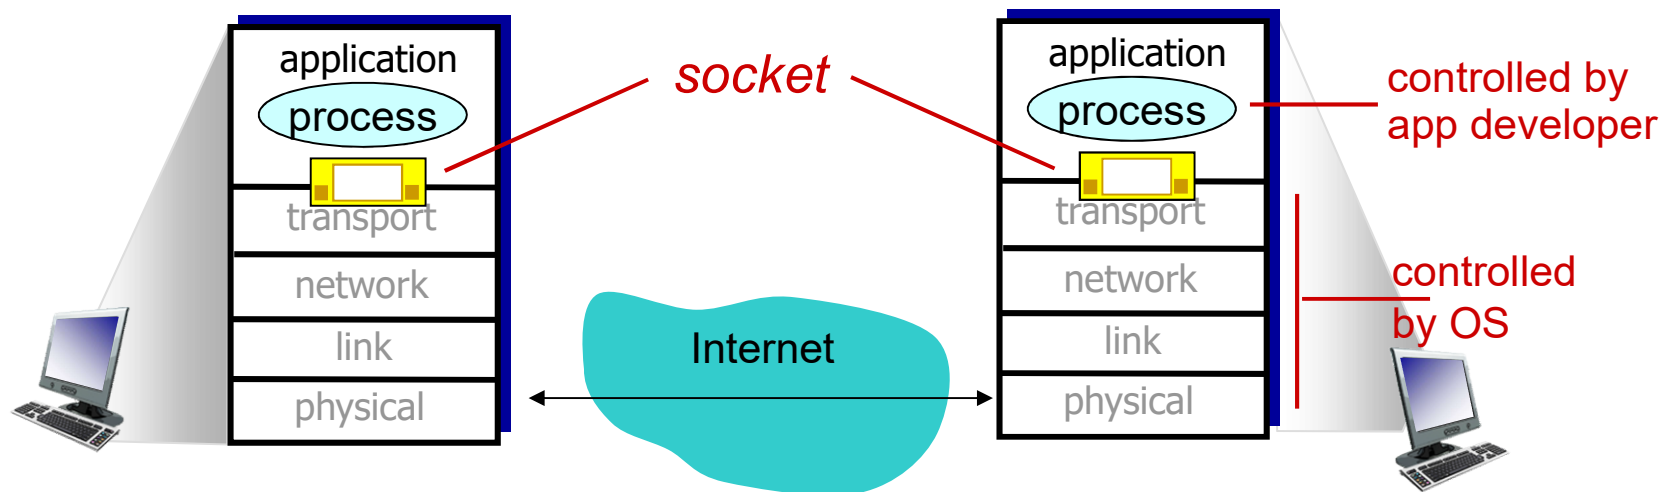 application
process
transport
network
link
physical
socket
Internet
application
process
transport
network
link
physical
controlled by
app developer
controlled
by OS